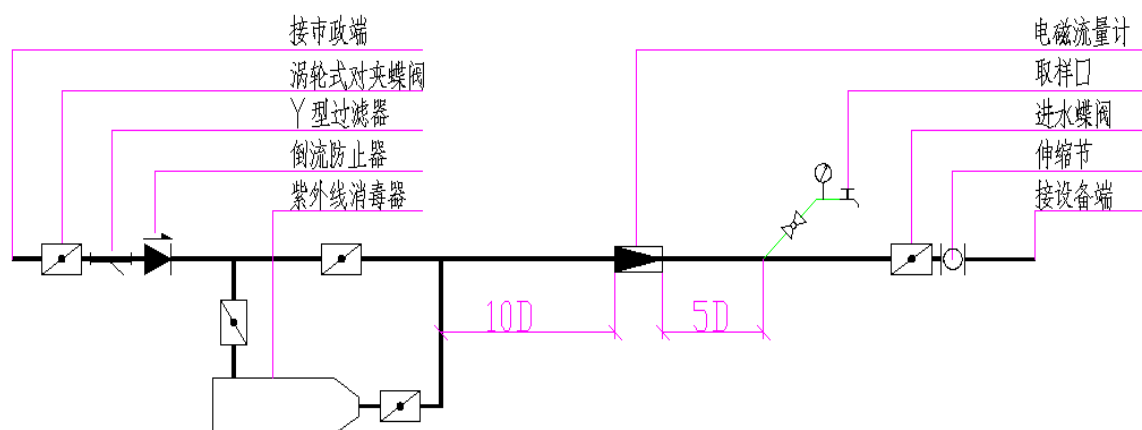 接市政端
涡轮式对夹蝶阀
Y型过滤器
倒流防止器
紫外线消毒器
电磁流量计
取样口
进水蝶阀
伸缩节
接设备端
10D
5D